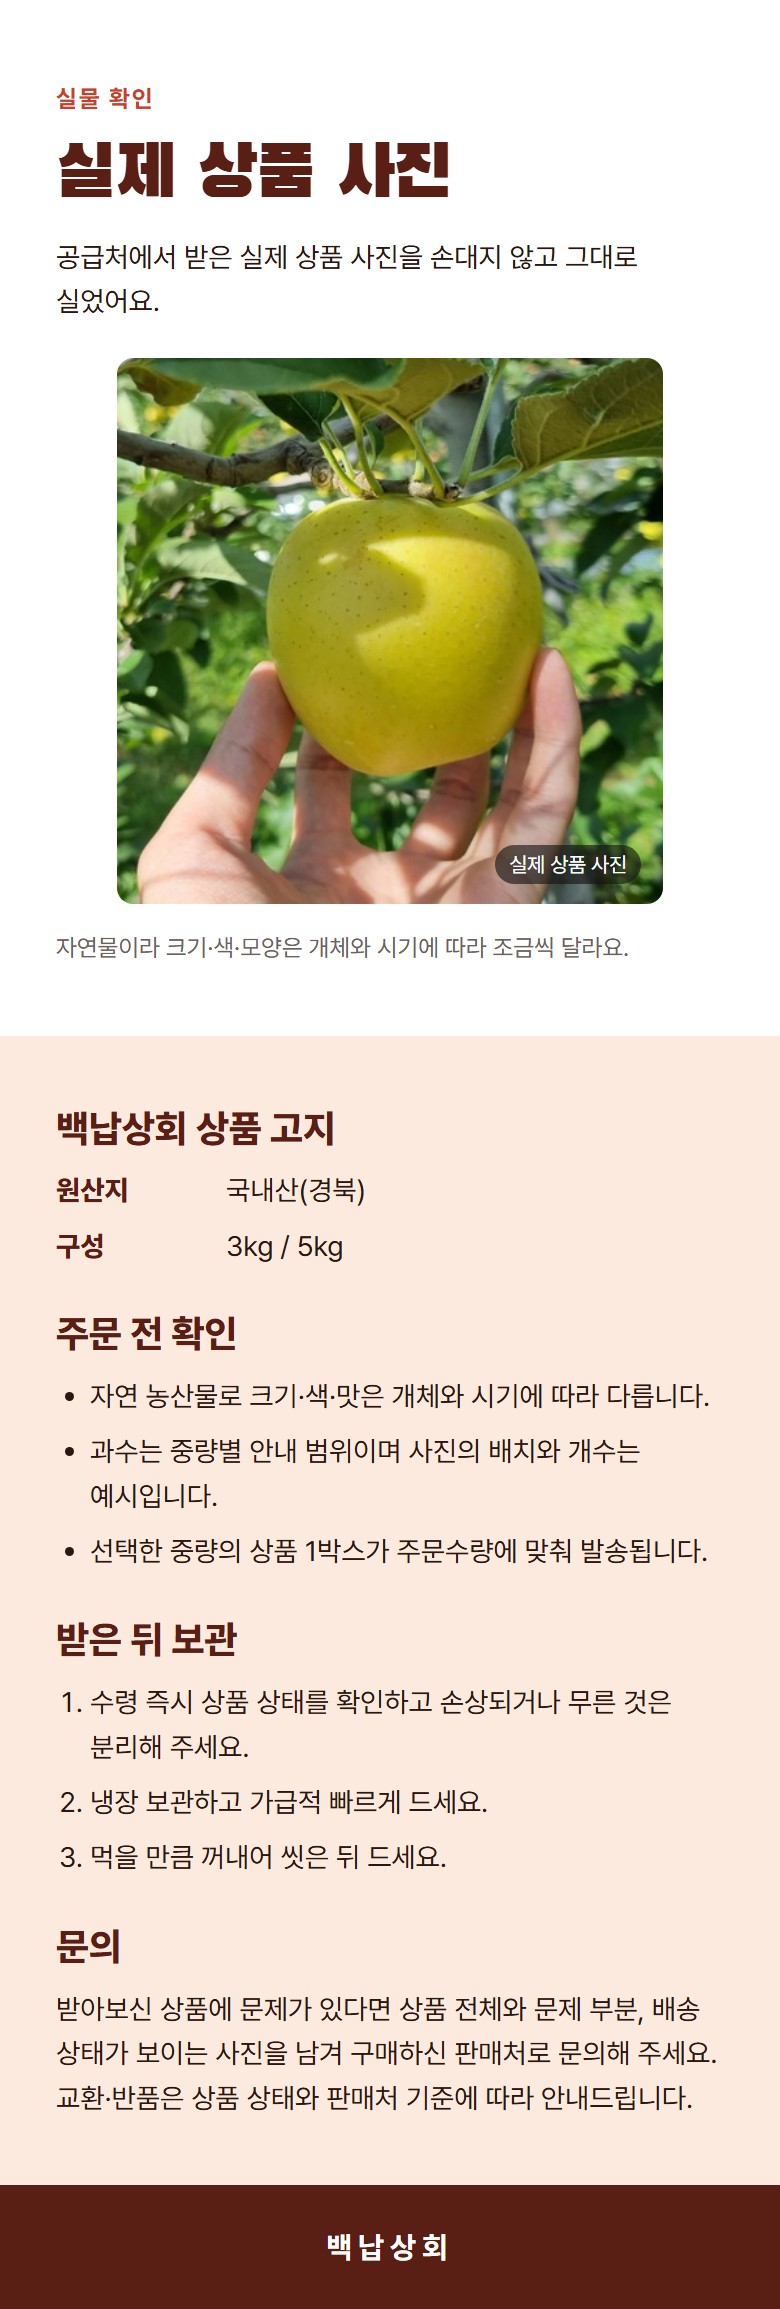 실물 확인
실제 상품 사진
공급처에서 받은 실제 상품 사진을 손대지 않고 그대로
실었어요.
실제 상품 사진
자연물이라 크기·색·모양은 개체와 시기에 따라 조금씩 달라요.
백납상회 상품 고지
원산지 국내산(경북)
구성 3kg / 5kg
주문 전 확인
• 자연 농산물로 크기·색·맛은 개체와 시기에 따라 다릅니다.
• 과수는 중량별 안내 범위이며 사진의 배치와 개수는
예시입니다.
• 선택한 중량의 상품 1박스가 주문수량에 맞춰 발송됩니다.
받은 뒤 보관
1. 수령 즉시 상품 상태를 확인하고 손상되거나 무른 것은
분리해 주세요.
2. 냉장 보관하고 가급적 빠르게 드세요.
3. 먹을 만큼 꺼내어 씻은 뒤 드세요.
문의
받아보신 상품에 문제가 있다면 상품 전체와 문제 부분, 배송
상태가 보이는 사진을 남겨 구매하신 판매처로 문의해 주세요.
교환·반품은 상품 상태와 판매처 기준에 따라 안내드립니다.
백납상회